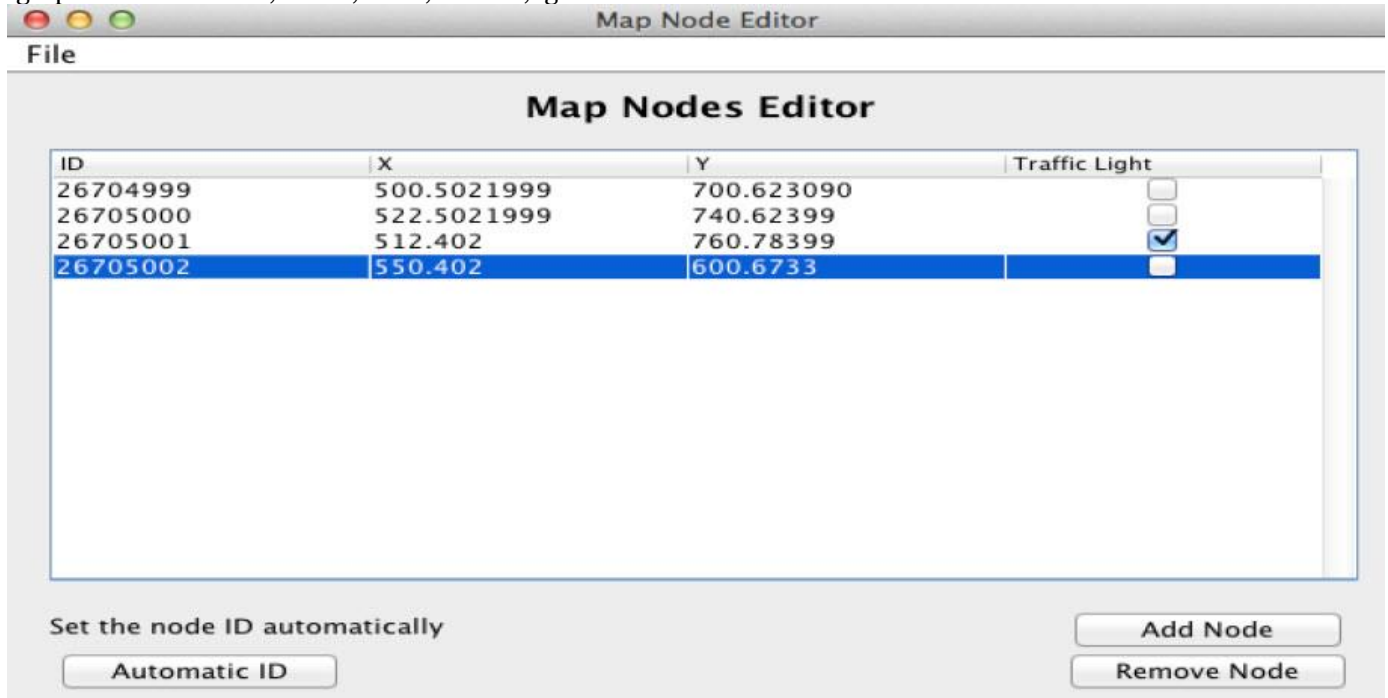 Map Node Editor
File
Map Nodes Editor
ID X Y Traffic Light
26704999 500.5021999 700.623090
26705000 522.5021999 740.62399
26705001 512.402 760.78399
26705002 550.402 600.6733
Set the node ID automatically
Add Node
Automatic ID
Remove Node